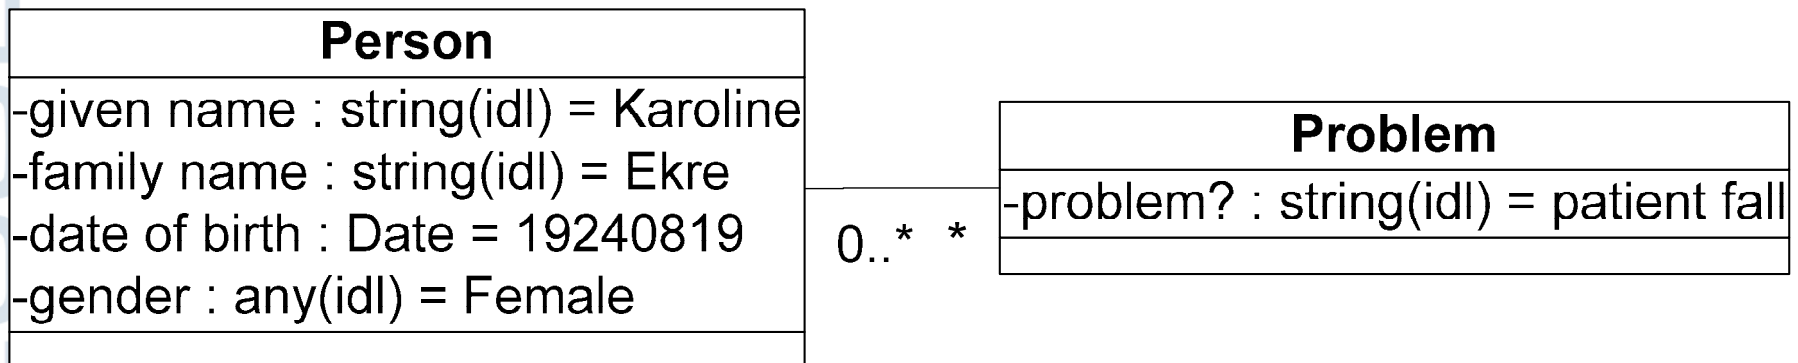 Person
-given name : string(idl) = Karoline
-family name : string(idl) = Ekre
-date of birth : Date = 19240819
-gender : any(idl) = Female
0..* *
Problem
-problem? : string(idl) = patient fall